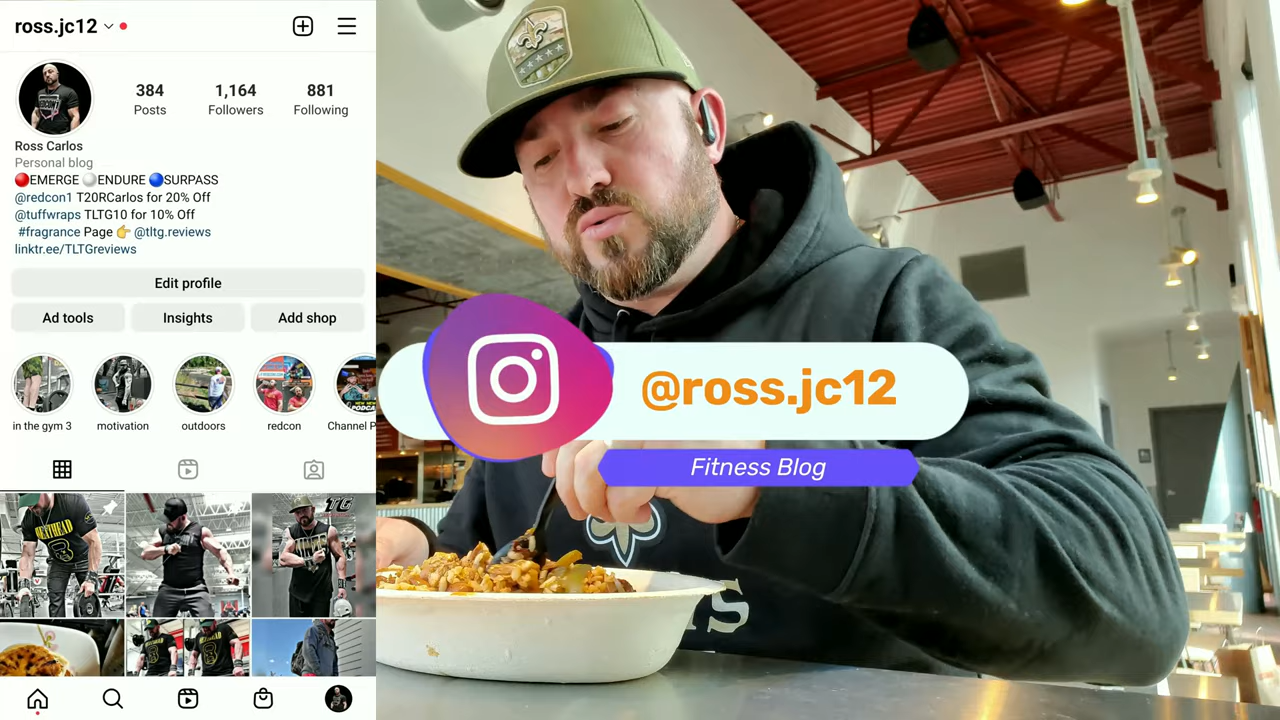 ross.jc12
384
1,164
881
Posts
Followers
Following
Ross Carlos
Personal blog
🔴EMERGE ⚪ENDURE 🔵SURPASS
@redcon1 T20RCarlos for 20% Off
@tuffwraps TLTG10 for 10% Off
#fragrance Page 👉 @tltg.reviews
linktr.ee/TLTGreviews
Edit profile
Ad tools
Insights
Add shop
in the gym 3
motivation
outdoors
redcon
Channel P
@ross.jc12
Fitness Blog